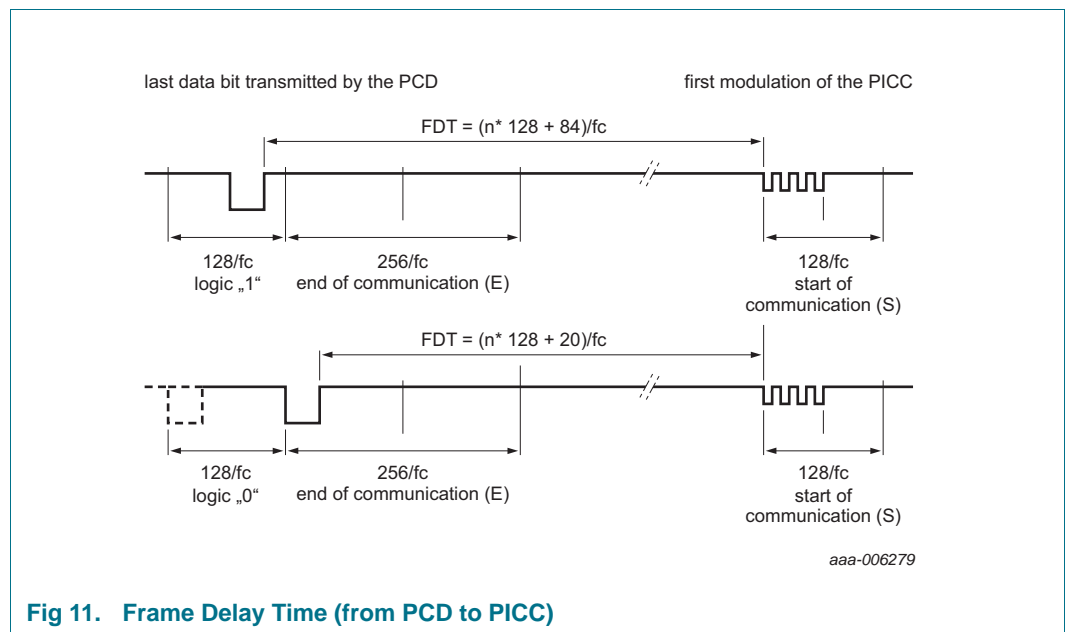 last data bit transmitted by the PCD
first modulation of the PICC
FDT = (n* 128 + 84)/fc
128/fc
logic „1“
256/fc
end of communication (E)
128/fc
start of
communication (S)
FDT = (n* 128 + 20)/fc
128/fc
logic „0“
256/fc
end of communication (E)
128/fc
start of
communication (S)
aaa-006279
Fig 11. Frame Delay Time (from PCD to PICC)